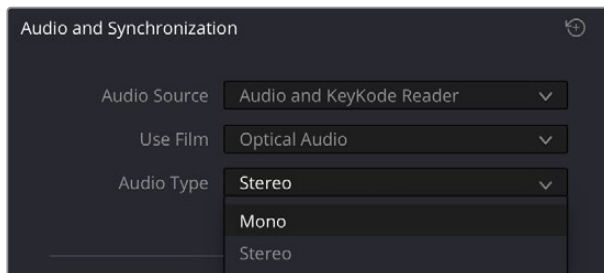 Audio and Synchronization
Audio Source Audio and KeyKode Reader
Use Film Optical Audio
Audio Type Stereo
Mono
Stereo